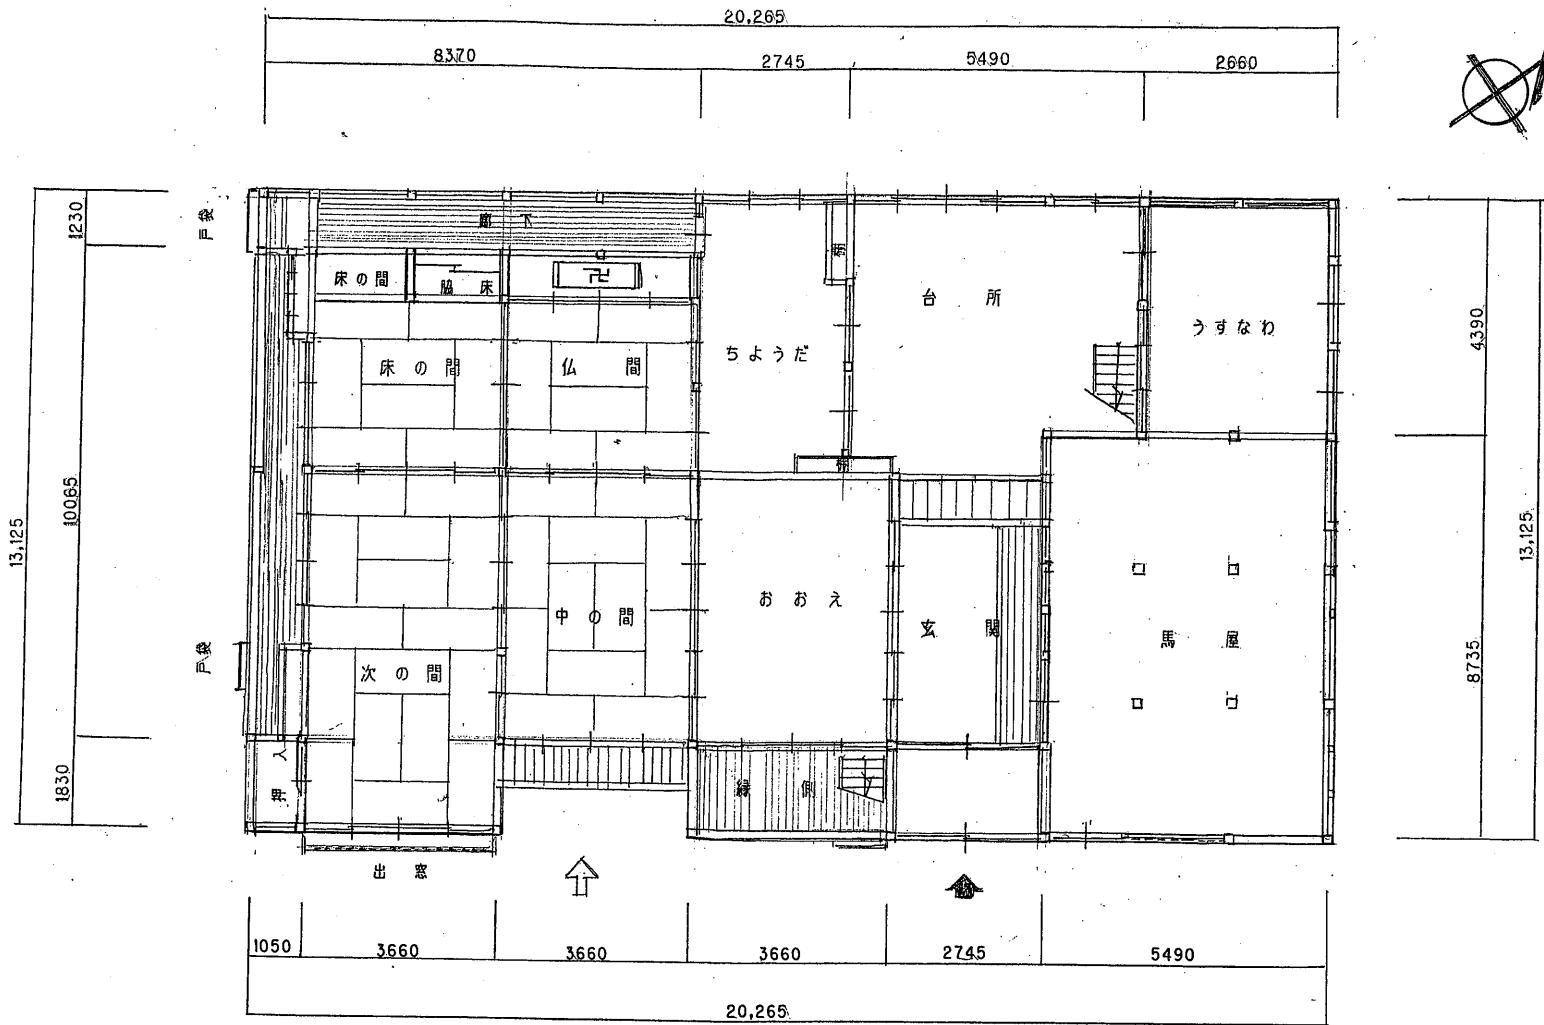 20,265
8370 2745 5490 2660
戸袋
1230
廊下
床の間
脇床
卍
棚
台所
うすなわ
ちようだ
床の間
仏間
4390
棚
10065
13,125
13,125
おおえ
中の間
玄関
馬屋
戸袋
次の間
8735
1830
押入
縁側
出窓
1050 3660 3660 3660 2745 5490
20,265